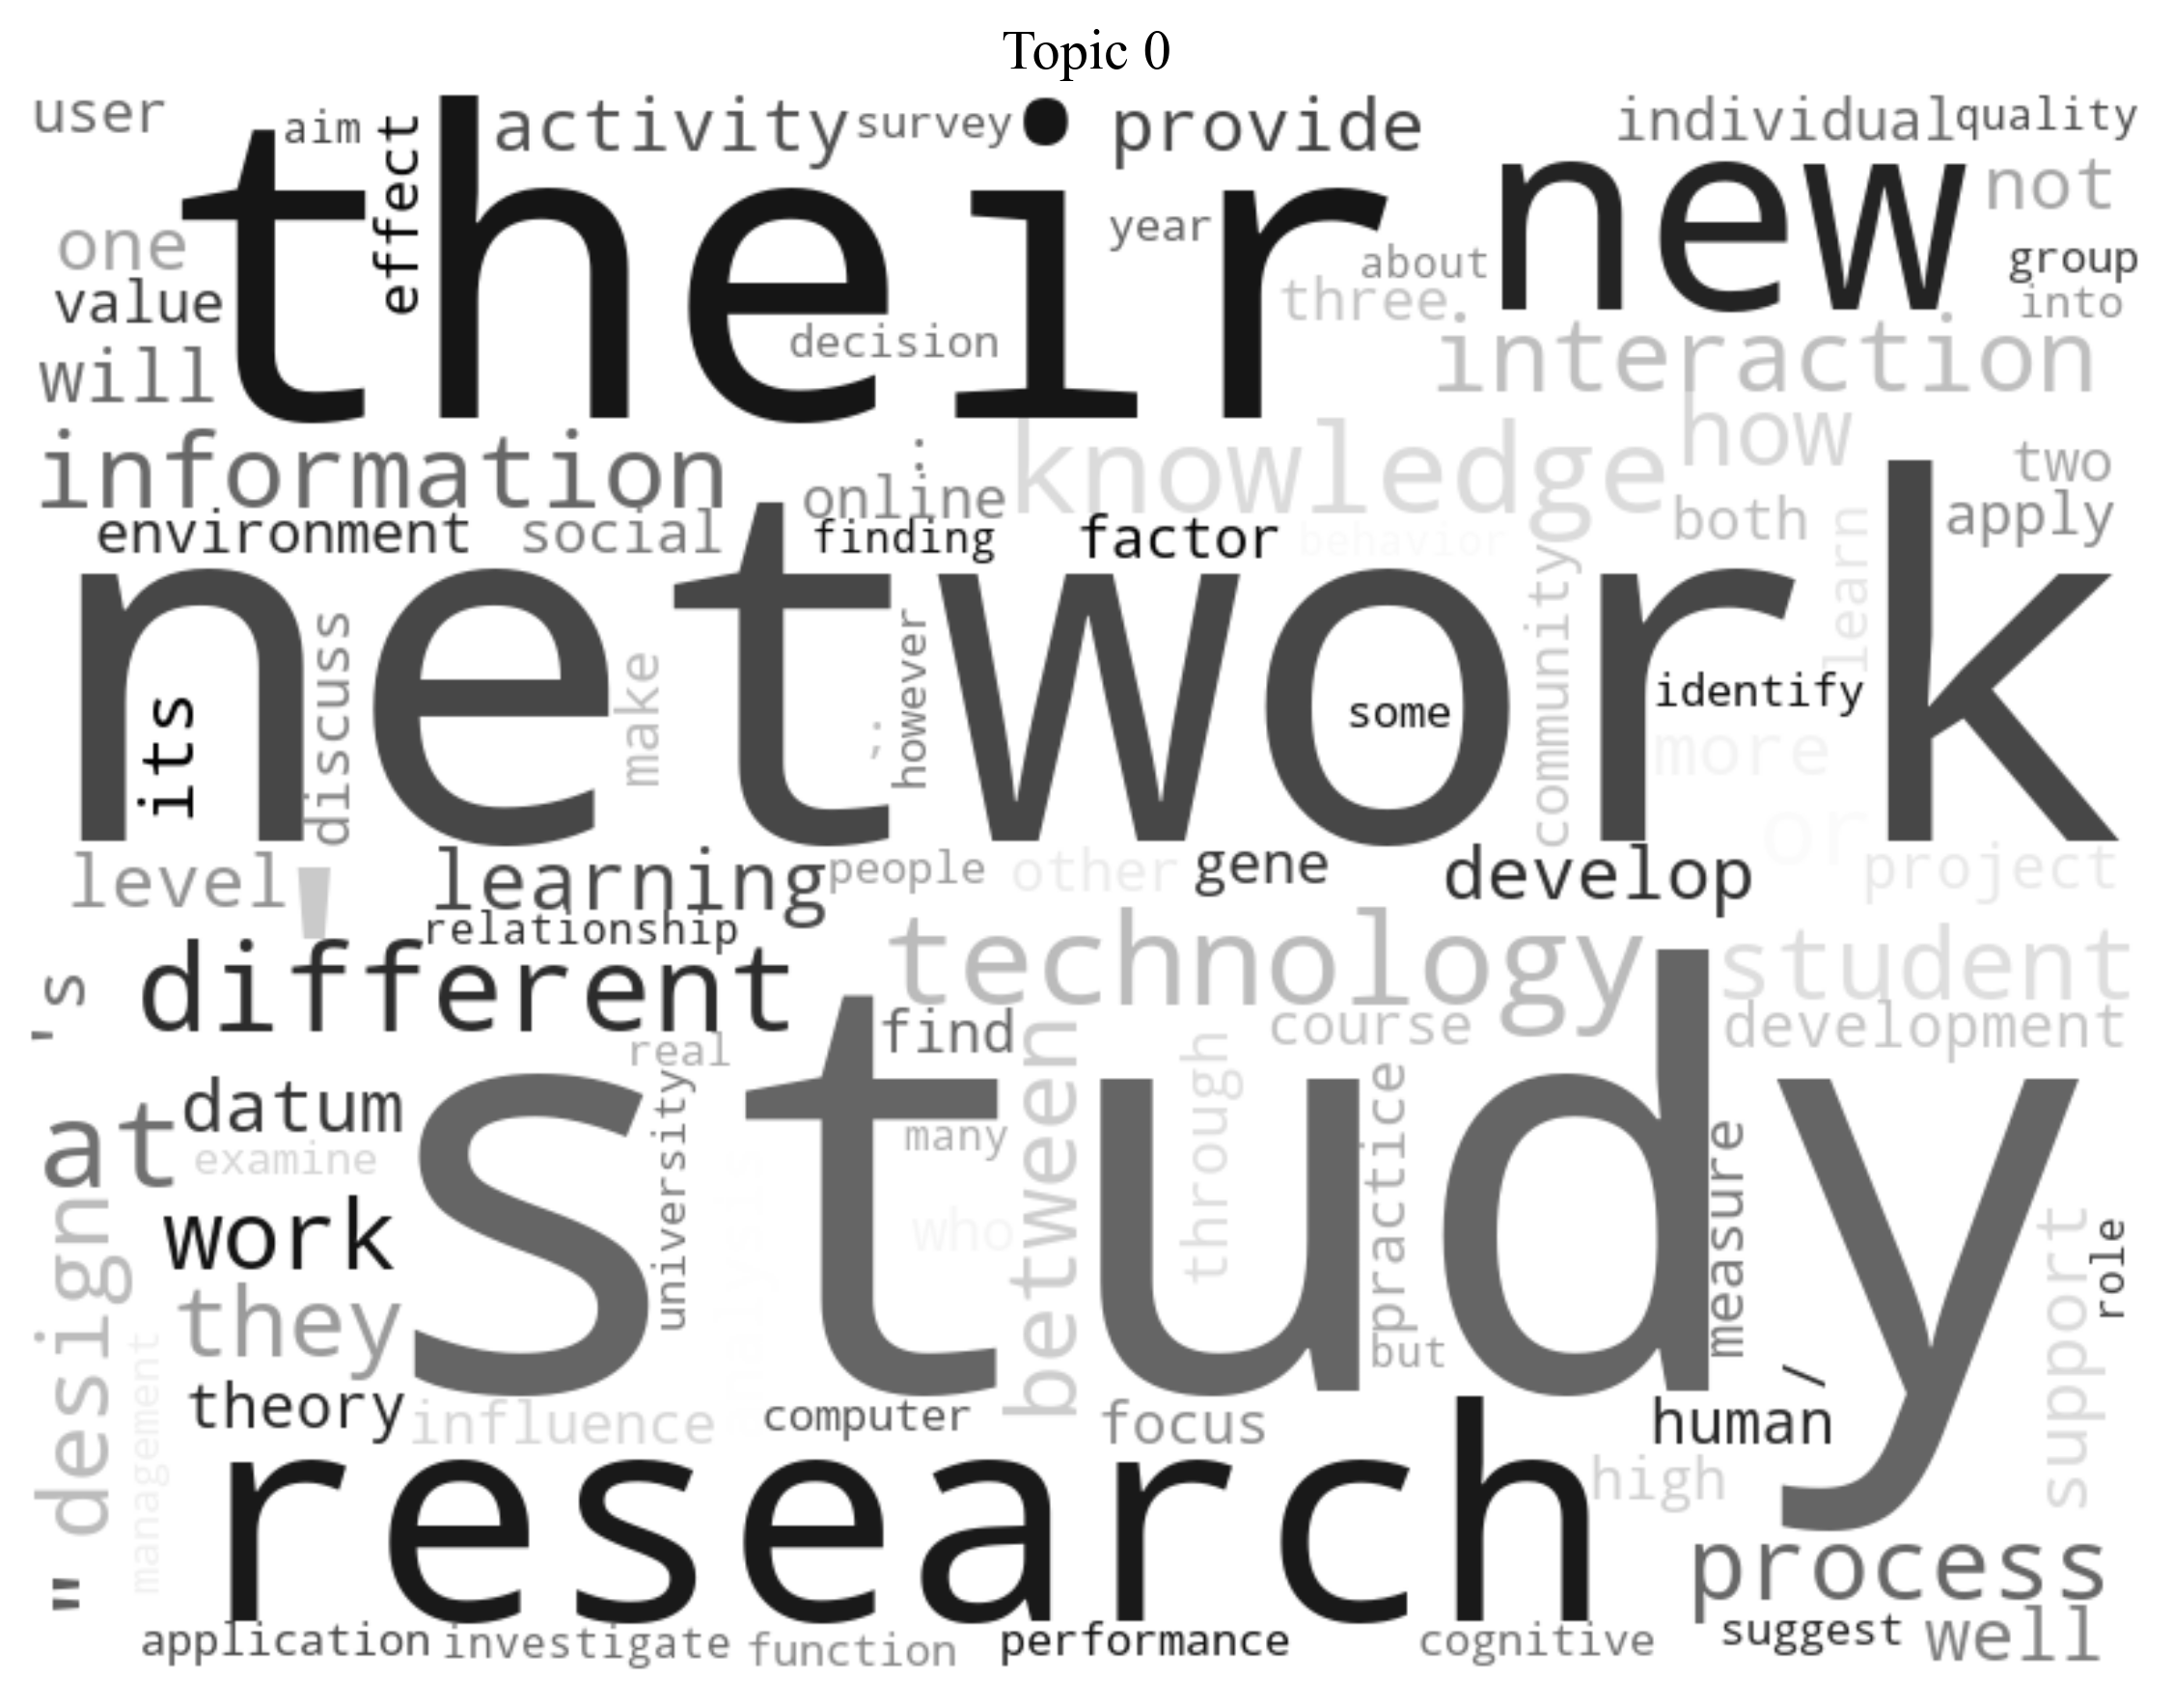 Topic 0
user aim effect activity survey provide individual quality
their new not
one year about group
value three into
decision
will interaction
information : online knowledge how two
environment social finding factor behavior both apply
network
its discuss make ; however some community identify learn
more
or
level ' learning people other gene develop project
relationship
different technology student
's find course development
real
datum
at study
examine university many between through practice measure
work who support role
design they but /
management
theory influence computer focus human
research high
" process
application investigate function performance cognitive suggest well